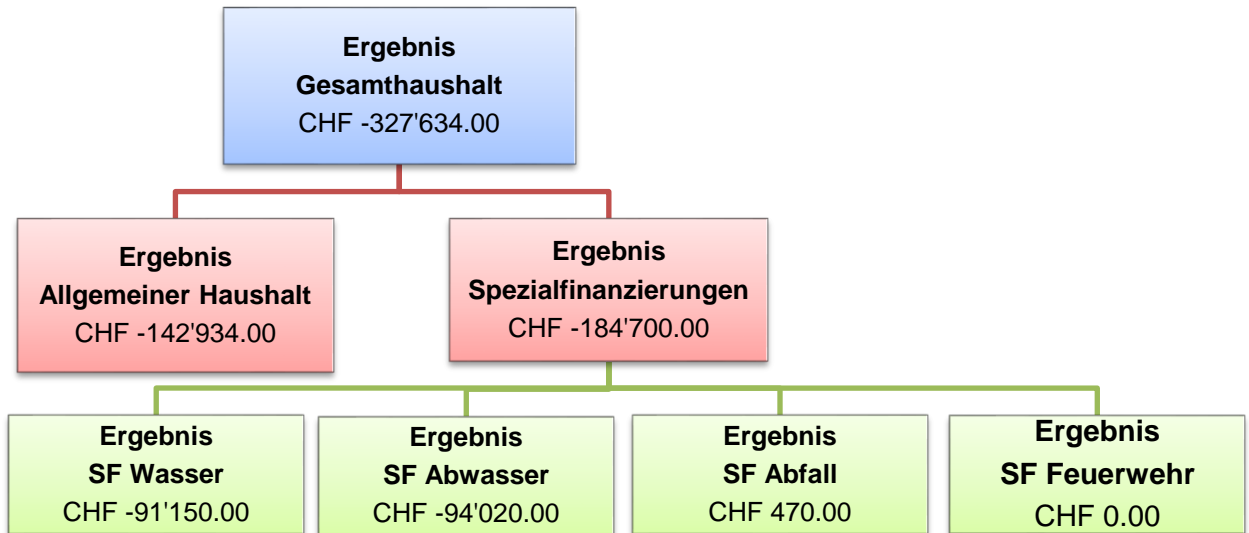 Ergebnis
Gesamthaushalt
CHF -327'634.00
Ergebnis
Allgemeiner Haushalt
CHF -142'934.00
Ergebnis
Spezialfinanzierungen
CHF -184'700.00
Ergebnis
SF Wasser
CHF -91'150.00
Ergebnis
SF Abwasser
CHF -94'020.00
Ergebnis
SF Abfall
CHF 470.00
Ergebnis
SF Feuerwehr
CHF 0.00